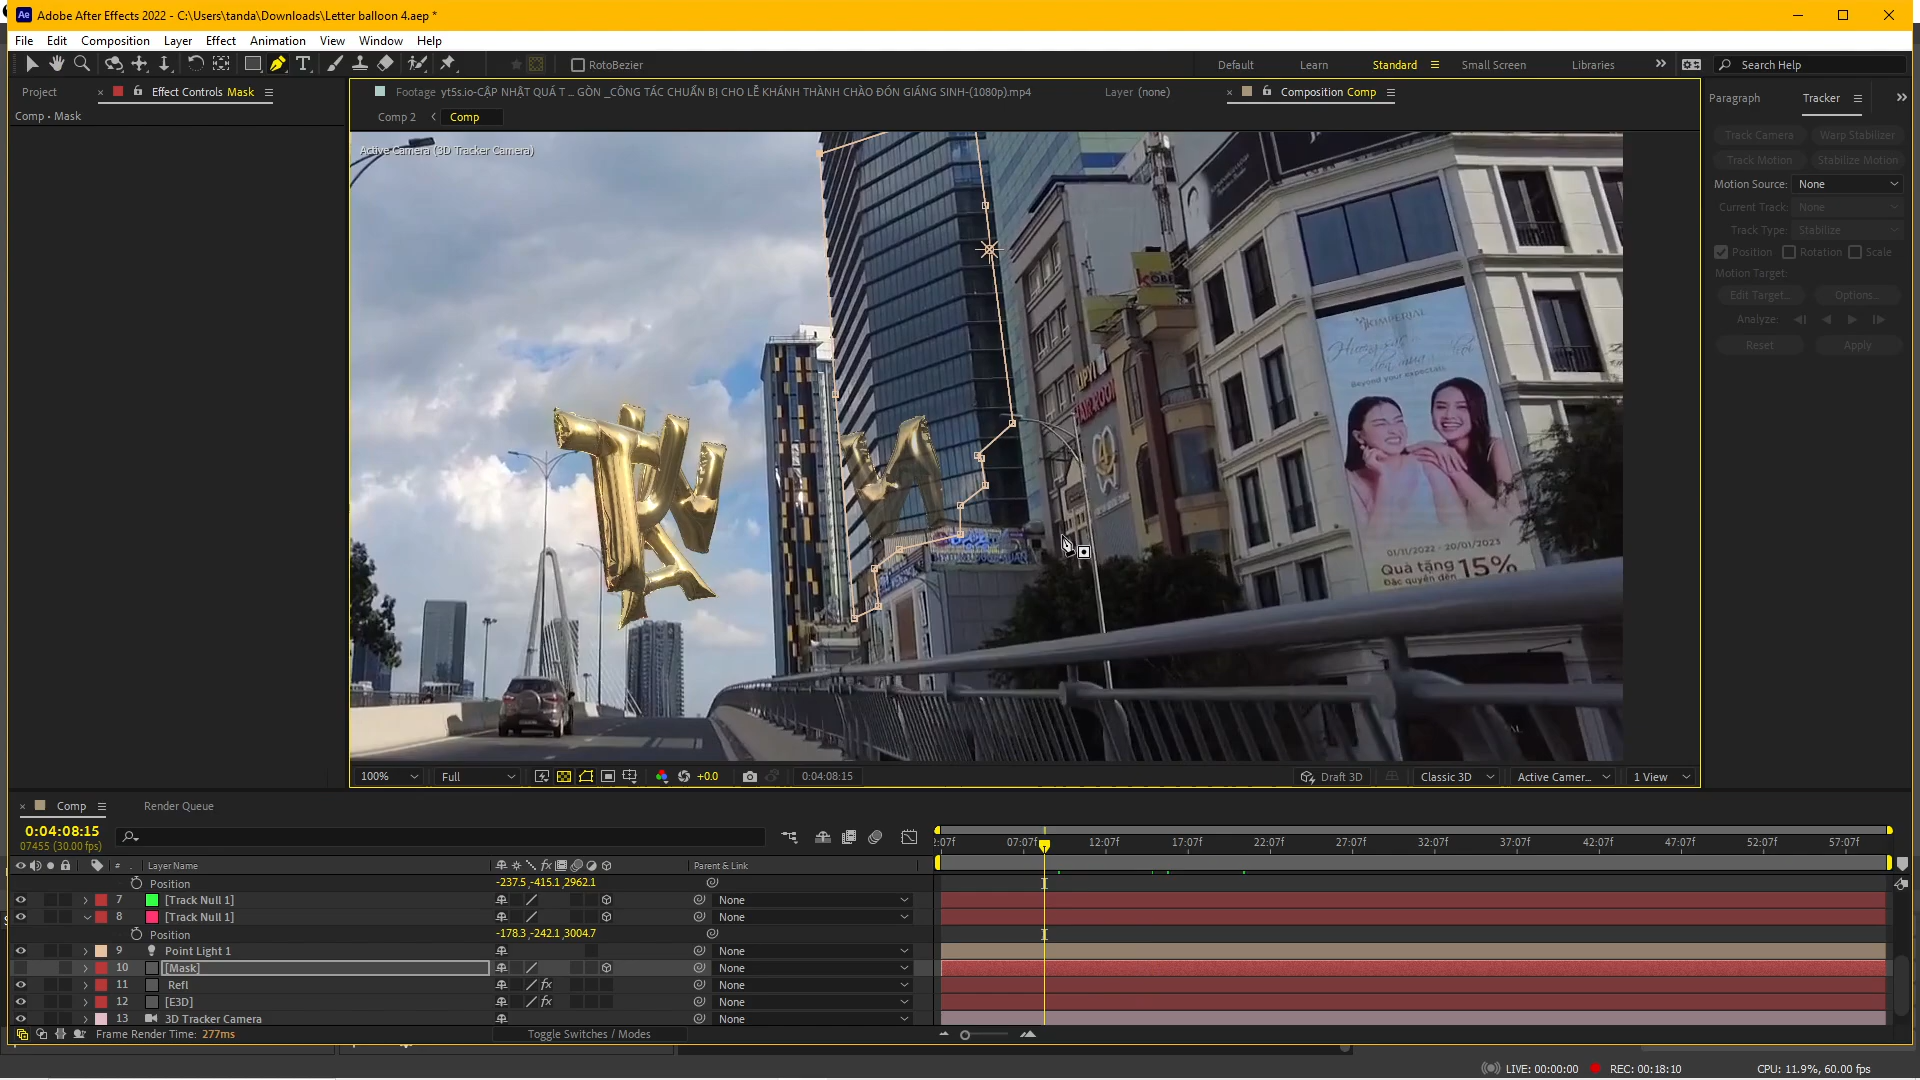 Adobe After Effects 2022 - C:\Users\tanda\Downloads\Letter balloon 4.aep *
File Edit Composition Layer Effect Animation View Window Help
RotoBezier
Default Learn Standard Small Screen Libraries Search Help
Project Effect Controls Mask
Comp • Mask
Footage yt5s.io-CẬP NHẬT QUÁ T ... GÒN _CÔNG TÁC CHUẨN BỊ CHO LỄ KHÁNH THÀNH CHÀO ĐÓN GIÁNG SINH-(1080p).mp4
Layer (none)
Composition Comp
Comp 2 Comp
Active Camera (3D Tracker Camera)
KOBE
HAIR-ROOM
KIMPERIAL
Beyond your expectats
01/11/2022 - 20/01/2023
Quà tặng 15%
Đặc quyền đến
100% Full +0.0 0:04:08:15 Draft 3D Classic 3D Active Camer... 1 View
Paragraph Tracker
Track Camera Warp Stabilizer
Track Motion Stabilize Motion
Motion Source: None
Current Track: None
Track Type: Stabilize
Position Rotation Scale
Motion Target:
Edit Target... Options...
Analyze:
Reset Apply
Comp Render Queue
0:04:08:15
07455 (30.00 fps)
2:07f 07:07f 12:07f 17:07f 22:07f 27:07f 32:07f 37:07f 42:07f 47:07f 52:07f 57:07f
# Layer Name fx Parent & Link
Position -237.5,-415.1,2962.1
7 [Track Null 1] None
8 [Track Null 1] None
Position -178.3,-242.1,3004.7
9 Point Light 1 None
10 [Mask] None
11 Refl fx None
12 [E3D] fx None
13 3D Tracker Camera None
Frame Render Time: 277ms Toggle Switches / Modes
LIVE: 00:00:00 REC: 00:18:10 CPU: 11.9%, 60.00 fps